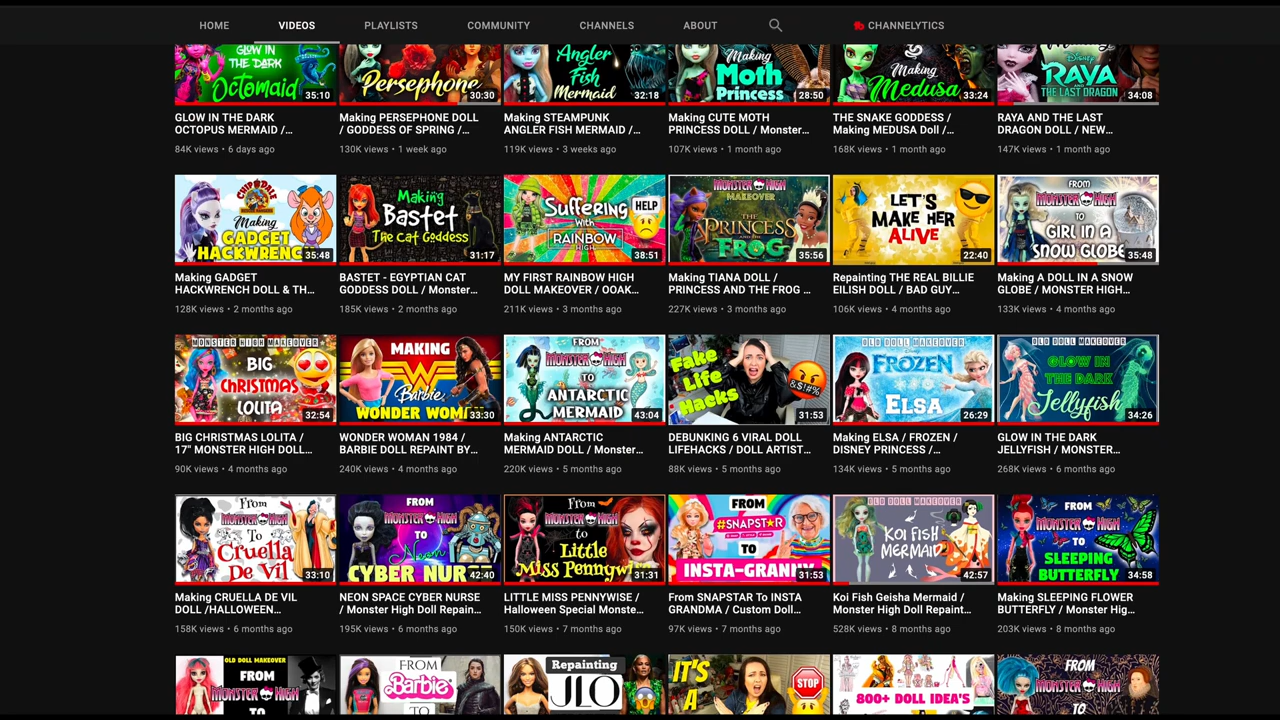 HOME VIDEOS PLAYLISTS COMMUNITY CHANNELS ABOUT CHANNELYTICS
GLOW IN
THE DARK
Octomaid
35:10
Persephone
30:30
Angler
Fish
Mermaid
32:18
Making
Moth
Princess
28:50
Making
Medusa
33:24
DISNEY
RAYA
AND
THE LAST DRAGON
34:08
GLOW IN THE DARK
OCTOPUS MERMAID /...
84K views • 6 days ago
Making PERSEPHONE DOLL
/ GODDESS OF SPRING /...
130K views • 1 week ago
Making STEAMPUNK
ANGLER FISH MERMAID /...
119K views • 3 weeks ago
Making CUTE MOTH
PRINCESS DOLL / Monster...
107K views • 1 month ago
THE SNAKE GODDESS /
Making MEDUSA Doll /...
168K views • 1 month ago
RAYA AND THE LAST
DRAGON DOLL / NEW...
147K views • 1 month ago
CHIP DALE
Making
GADGET
HACKWRENCH
35:48
Making
Bastet
The Cat Goddess
31:17
Suffering
With
RAINBOW
HIGH
HELP
38:51
MONSTER HIGH
MAKEOVER
THE
PRINCESS
AND THE
FROG
35:56
LET'S
MAKE HER
ALIVE
22:40
FROM
MONSTER HIGH
TO
GIRL IN A
SNOW GLOBE
35:48
Making GADGET
HACKWRENCH DOLL & TH...
128K views • 2 months ago
BASTET - EGYPTIAN CAT
GODDESS DOLL / Monster...
185K views • 2 months ago
MY FIRST RAINBOW HIGH
DOLL MAKEOVER / OOAK...
211K views • 3 months ago
Making TIANA DOLL /
PRINCESS AND THE FROG ...
227K views • 3 months ago
Repainting THE REAL BILLIE
EILISH DOLL / BAD GUY...
106K views • 4 months ago
Making A DOLL IN A SNOW
GLOBE / MONSTER HIGH...
133K views • 4 months ago
MONSTER HIGH MAKEOVER
BIG
CHRISTMAS
LOLITA
32:54
MAKING
Barbie
WONDER WOM
33:30
FROM
MONSTER HIGH
TO
ANTARCTIC
MERMAID
43:04
Fake
Life
Hacks
&$!#%
31:53
OLD DOLL MAKEOVER
FROZEN
ELSA
26:29
OLD DOLL MAKEOVER
GLOW IN
THE DARK
Jellyfish
34:26
BIG CHRISTMAS LOLITA /
17" MONSTER HIGH DOLL...
90K views • 4 months ago
WONDER WOMAN 1984 /
BARBIE DOLL REPAINT BY...
240K views • 4 months ago
Making ANTARCTIC
MERMAID DOLL / Monster...
220K views • 5 months ago
DEBUNKING 6 VIRAL DOLL
LIFEHACKS / DOLL ARTIST...
88K views • 5 months ago
Making ELSA / FROZEN /
DISNEY PRINCESS /...
134K views • 5 months ago
GLOW IN THE DARK
JELLYFISH / MONSTER...
268K views • 6 months ago
From
MONSTER HIGH
To
Cruella
De Vil
33:10
FROM
MONSTER HIGH
TO
Neon
CYBER NURSE
42:40
From
MONSTER HIGH
to
Little
Miss Pennywi
31:31
FROM
#SNAPSTAR
TO
INSTA-GRANNY
31:53
OLD DOLL MAKEOVER
KOI FISH
MERMAID
42:57
FROM
MONSTER HIGH
TO
SLEEPING
BUTTERFLY
34:58
Making CRUELLA DE VIL
DOLL /HALLOWEEN...
158K views • 6 months ago
NEON SPACE CYBER NURSE
/ Monster High Doll Repain...
195K views • 6 months ago
LITTLE MISS PENNYWISE /
Halloween Special Monste...
150K views • 7 months ago
From SNAPSTAR To INSTA
GRANDMA / Custom Doll...
97K views • 7 months ago
Koi Fish Geisha Mermaid /
Monster High Doll Repaint...
528K views • 8 months ago
Making SLEEPING FLOWER
BUTTERFLY / Monster Hig...
203K views • 8 months ago
OLD DOLL MAKEOVER
FROM
MONSTER HIGH
TO
FROM
Barbie
TO
Repainting
JLO
IT'S
A
STOP
800+ DOLL IDEA'S
FROM
MONSTER HIGH
TO